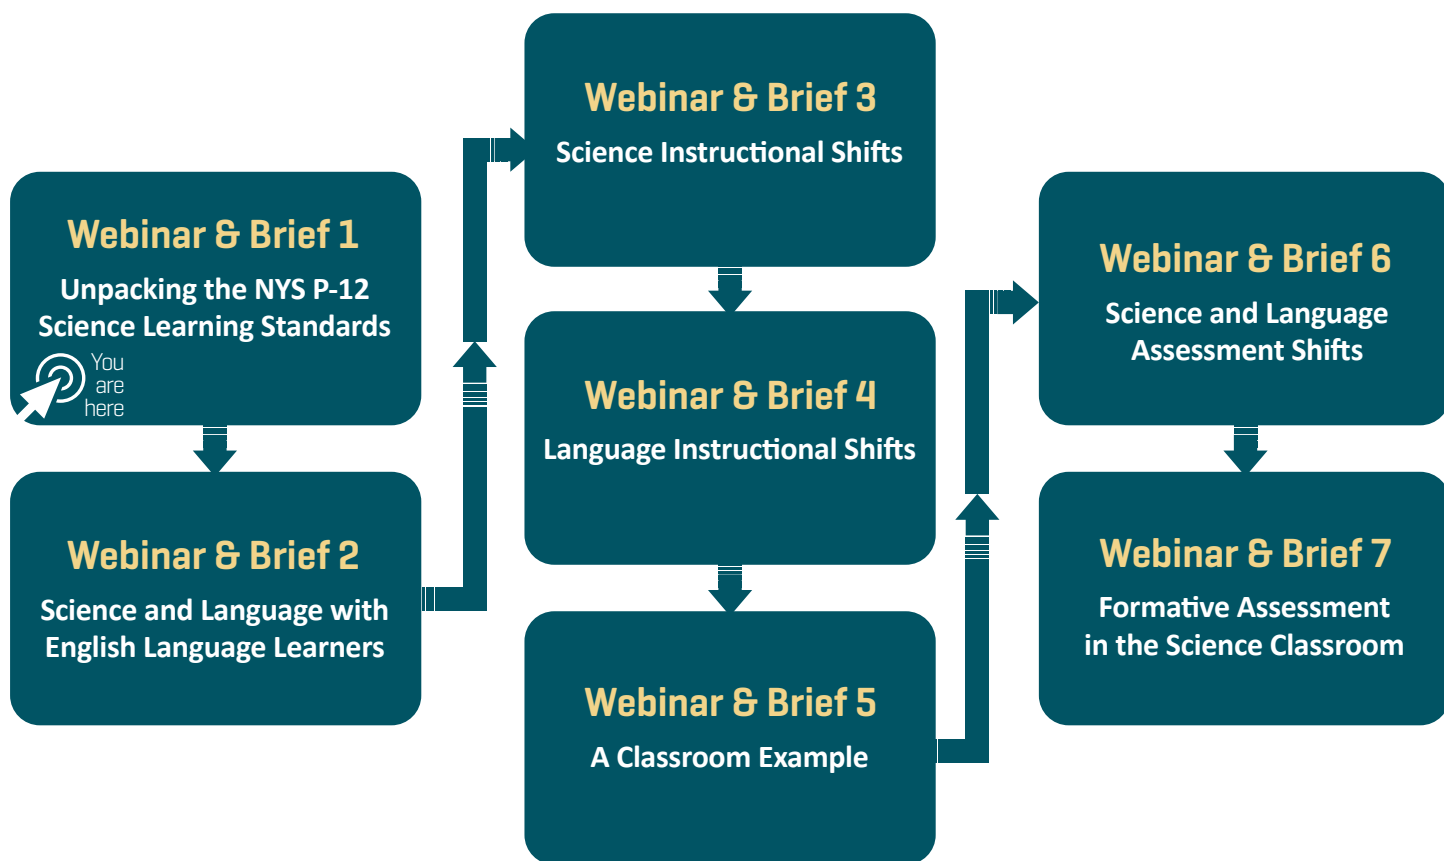 Webinar & Brief 1
Unpacking the NYS P-12
Science Learning Standards
You
are
here
Webinar & Brief 2
Science and Language with
English Language Learners
Webinar & Brief 3
Science Instructional Shifts
Webinar & Brief 4
Language Instructional Shifts
Webinar & Brief 5
A Classroom Example
Webinar & Brief 6
Science and Language
Assessment Shifts
Webinar & Brief 7
Formative Assessment
in the Science Classroom